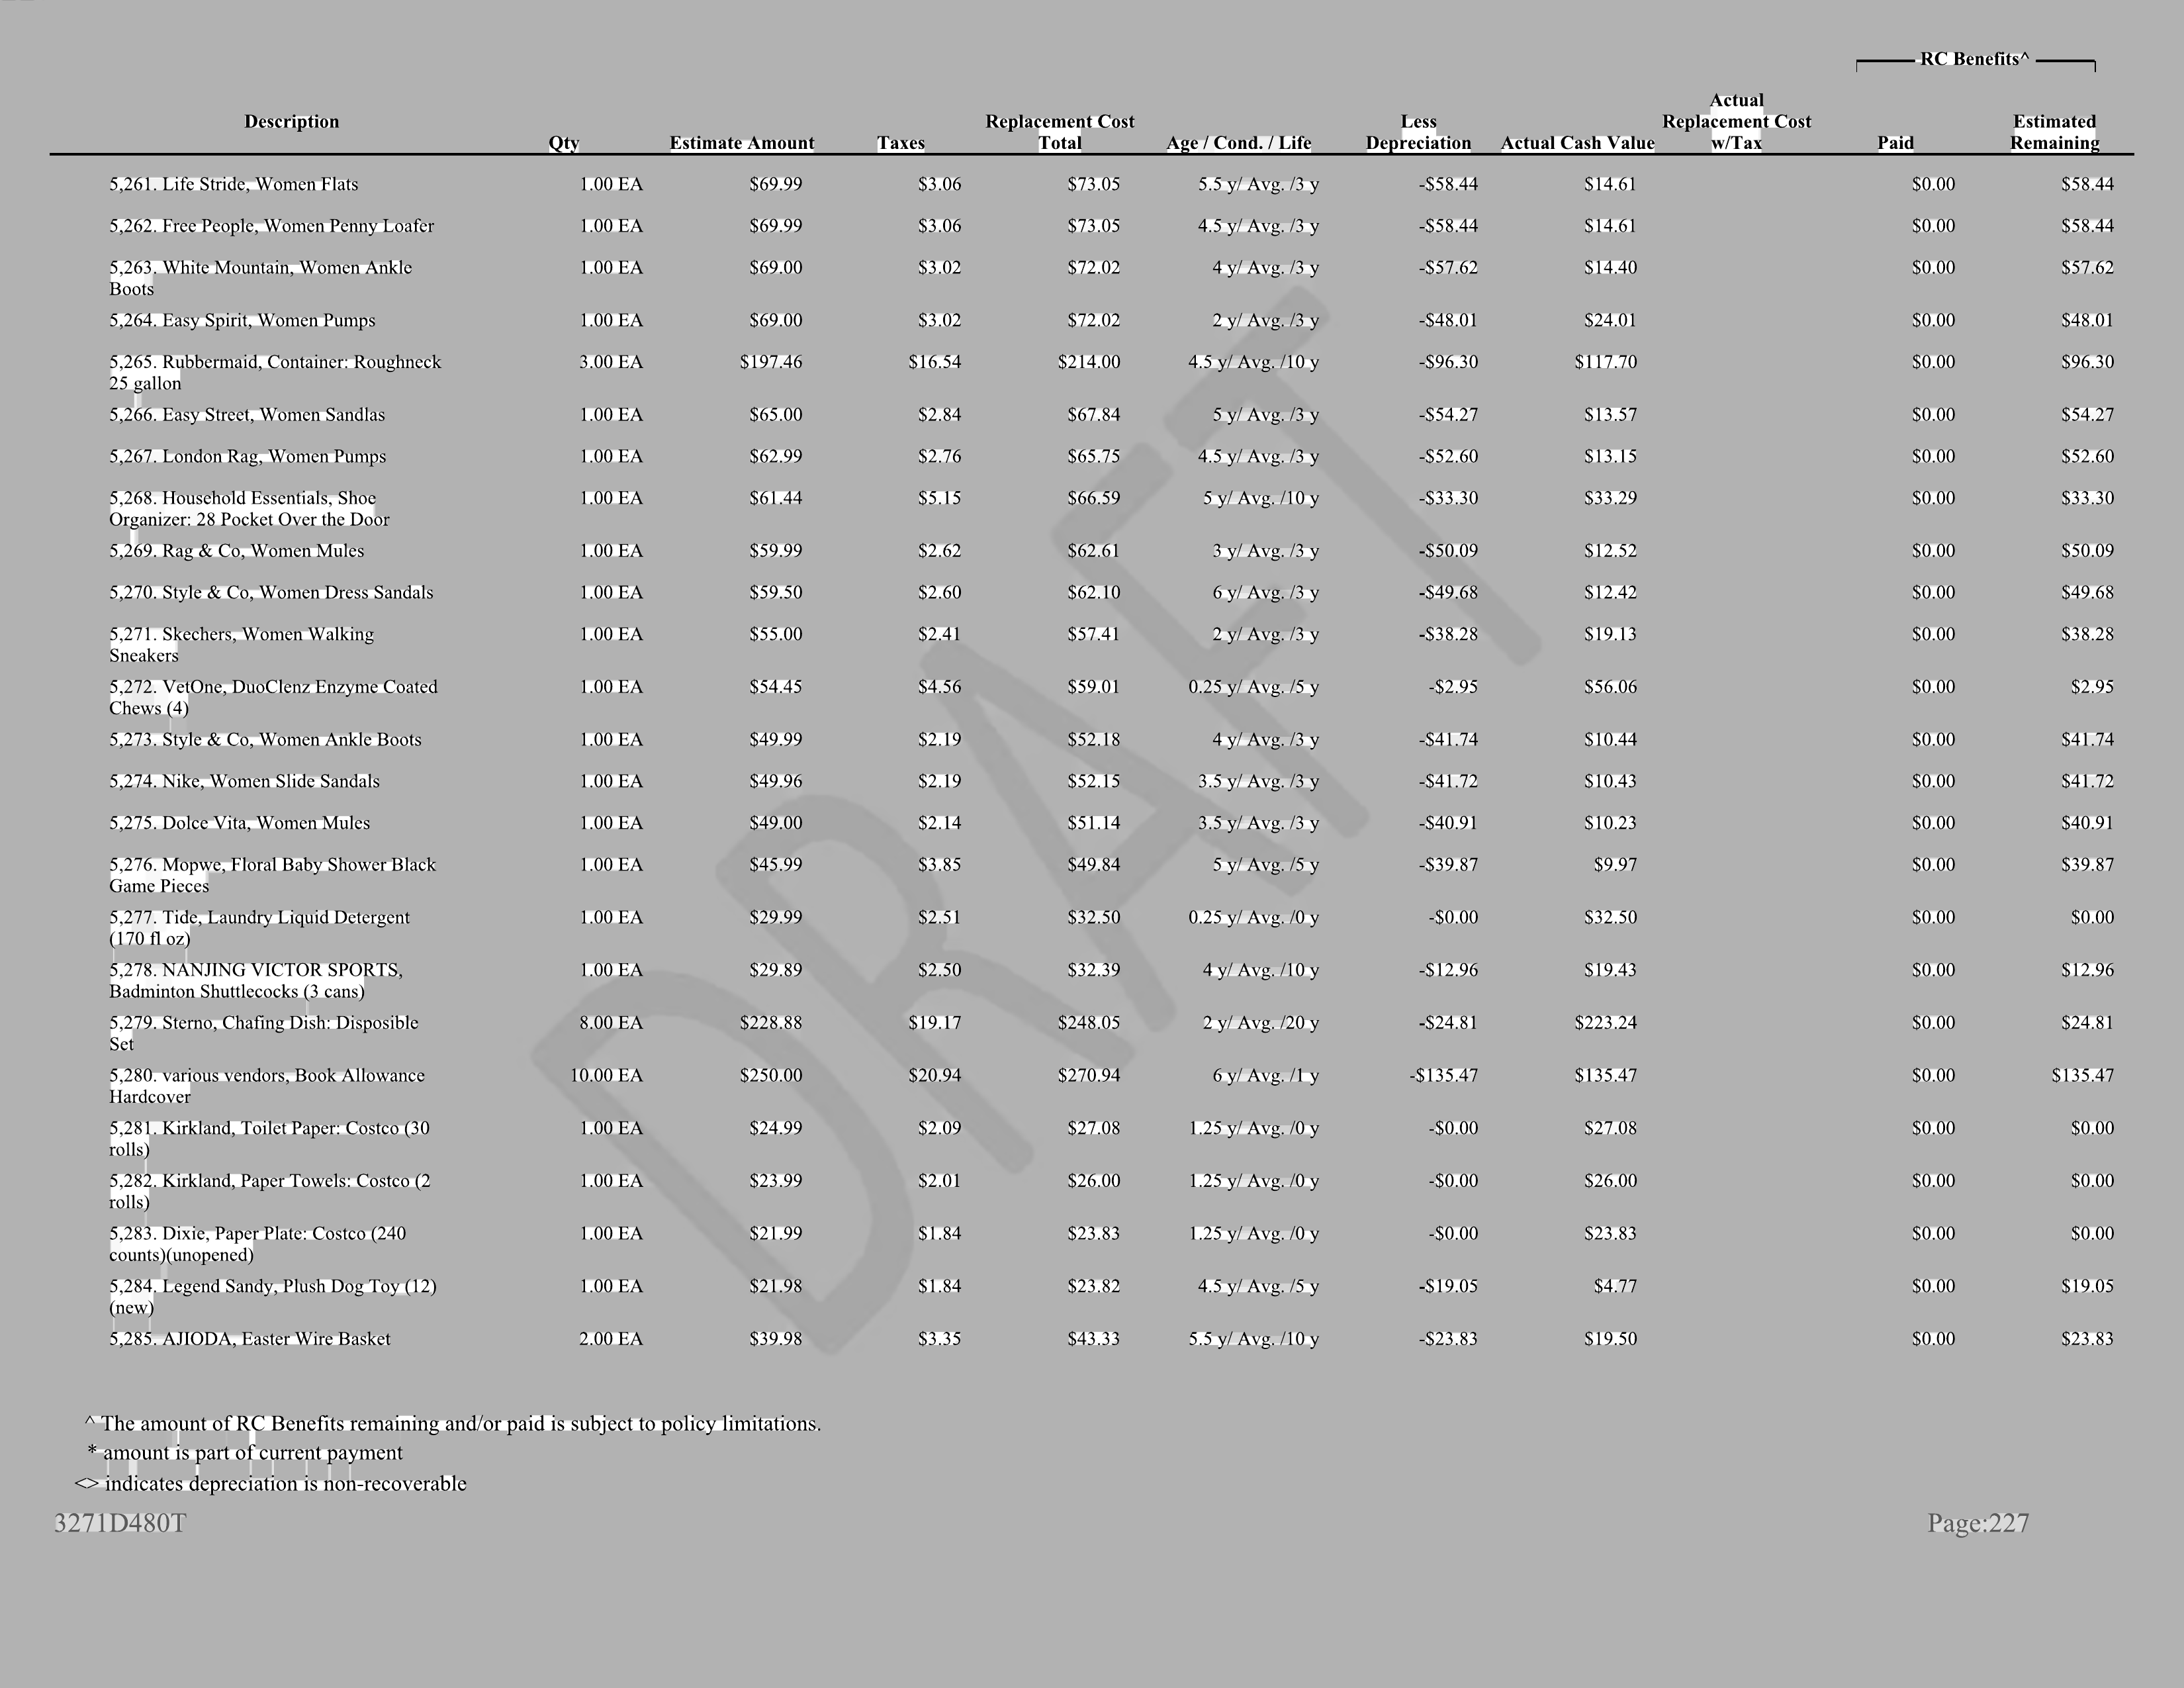 RC Benefits^
Description Qty Estimate Amount Taxes Replacement Cost Total Age / Cond. / Life Less Depreciation Actual Cash Value Actual Replacement Cost w/Tax Paid Estimated Remaining
5,261. Life Stride, Women Flats 1.00 EA $69.99 $3.06 $73.05 5.5 y/ Avg. /3 y -$58.44 $14.61 $0.00 $58.44
5,262. Free People, Women Penny Loafer 1.00 EA $69.99 $3.06 $73.05 4.5 y/ Avg. /3 y -$58.44 $14.61 $0.00 $58.44
5,263. White Mountain, Women Ankle 1.00 EA $69.00 $3.02 $72.02 4 y/ Avg. /3 y -$57.62 $14.40 $0.00 $57.62
Boots
5,264. Easy Spirit, Women Pumps 1.00 EA $69.00 $3.02 $72.02 2 y/ Avg. /3 y -$48.01 $24.01 $0.00 $48.01
5,265. Rubbermaid, Container: Roughneck 3.00 EA $197.46 $16.54 $214.00 4.5 y/ Avg. /10 y -$96.30 $117.70 $0.00 $96.30
25 gallon
5,266. Easy Street, Women Sandlas 1.00 EA $65.00 $2.84 $67.84 5 y/ Avg. /3 y -$54.27 $13.57 $0.00 $54.27
5,267. London Rag, Women Pumps 1.00 EA $62.99 $2.76 $65.75 4.5 y/ Avg. /3 y -$52.60 $13.15 $0.00 $52.60
5,268. Household Essentials, Shoe 1.00 EA $61.44 $5.15 $66.59 5 y/ Avg. /10 y -$33.30 $33.29 $0.00 $33.30
Organizer: 28 Pocket Over the Door
5,269. Rag & Co, Women Mules 1.00 EA $59.99 $2.62 $62.61 3 y/ Avg. /3 y -$50.09 $12.52 $0.00 $50.09
5,270. Style & Co, Women Dress Sandals 1.00 EA $59.50 $2.60 $62.10 6 y/ Avg. /3 y -$49.68 $12.42 $0.00 $49.68
5,271. Skechers, Women Walking 1.00 EA $55.00 $2.41 $57.41 2 y/ Avg. /3 y -$38.28 $19.13 $0.00 $38.28
Sneakers
5,272. VetOne, DuoClenz Enzyme Coated 1.00 EA $54.45 $4.56 $59.01 0.25 y/ Avg. /5 y -$2.95 $56.06 $0.00 $2.95
Chews (4)
5,273. Style & Co, Women Ankle Boots 1.00 EA $49.99 $2.19 $52.18 4 y/ Avg. /3 y -$41.74 $10.44 $0.00 $41.74
5,274. Nike, Women Slide Sandals 1.00 EA $49.96 $2.19 $52.15 3.5 y/ Avg. /3 y -$41.72 $10.43 $0.00 $41.72
5,275. Dolce Vita, Women Mules 1.00 EA $49.00 $2.14 $51.14 3.5 y/ Avg. /3 y -$40.91 $10.23 $0.00 $40.91
5,276. Mopwe, Floral Baby Shower Black 1.00 EA $45.99 $3.85 $49.84 5 y/ Avg. /5 y -$39.87 $9.97 $0.00 $39.87
Game Pieces
5,277. Tide, Laundry Liquid Detergent 1.00 EA $29.99 $2.51 $32.50 0.25 y/ Avg. /0 y -$0.00 $32.50 $0.00 $0.00
(170 fl oz)
5,278. NANJING VICTOR SPORTS, 1.00 EA $29.89 $2.50 $32.39 4 y/ Avg. /10 y -$12.96 $19.43 $0.00 $12.96
Badminton Shuttlecocks (3 cans)
5,279. Sterno, Chafing Dish: Disposible 8.00 EA $228.88 $19.17 $248.05 2 y/ Avg. /20 y -$24.81 $223.24 $0.00 $24.81
Set
5,280. various vendors, Book Allowance 10.00 EA $250.00 $20.94 $270.94 6 y/ Avg. /1 y -$135.47 $135.47 $0.00 $135.47
Hardcover
5,281. Kirkland, Toilet Paper: Costco (30 1.00 EA $24.99 $2.09 $27.08 1.25 y/ Avg. /0 y -$0.00 $27.08 $0.00 $0.00
rolls)
5,282. Kirkland, Paper Towels: Costco (2 1.00 EA $23.99 $2.01 $26.00 1.25 y/ Avg. /0 y -$0.00 $26.00 $0.00 $0.00
rolls)
5,283. Dixie, Paper Plate: Costco (240 1.00 EA $21.99 $1.84 $23.83 1.25 y/ Avg. /0 y -$0.00 $23.83 $0.00 $0.00
counts)(unopened)
5,284. Legend Sandy, Plush Dog Toy (12) 1.00 EA $21.98 $1.84 $23.82 4.5 y/ Avg. /5 y -$19.05 $4.77 $0.00 $19.05
(new)
5,285. AJIODA, Easter Wire Basket 2.00 EA $39.98 $3.35 $43.33 5.5 y/ Avg. /10 y -$23.83 $19.50 $0.00 $23.83
DRAFT
^ The amount of RC Benefits remaining and/or paid is subject to policy limitations.
* amount is part of current payment
<> indicates depreciation is non-recoverable
3271D480T Page:227